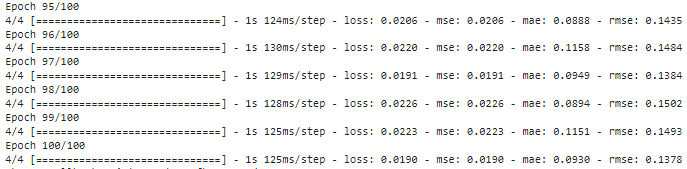 Epoch 95/100
4/4 [==============================] - 1s 124ms/step - loss: 0.0206 - mse: 0.0206 - mae: 0.0888 - rmse: 0.1435
Epoch 96/100
4/4 [==============================] - 1s 130ms/step - loss: 0.0220 - mse: 0.0220 - mae: 0.1158 - rmse: 0.1484
Epoch 97/100
4/4 [==============================] - 1s 129ms/step - loss: 0.0191 - mse: 0.0191 - mae: 0.0949 - rmse: 0.1384
Epoch 98/100
4/4 [==============================] - 1s 128ms/step - loss: 0.0226 - mse: 0.0226 - mae: 0.0894 - rmse: 0.1502
Epoch 99/100
4/4 [==============================] - 1s 125ms/step - loss: 0.0223 - mse: 0.0223 - mae: 0.1151 - rmse: 0.1493
Epoch 100/100
4/4 [==============================] - 1s 125ms/step - loss: 0.0190 - mse: 0.0190 - mae: 0.0930 - rmse: 0.1378